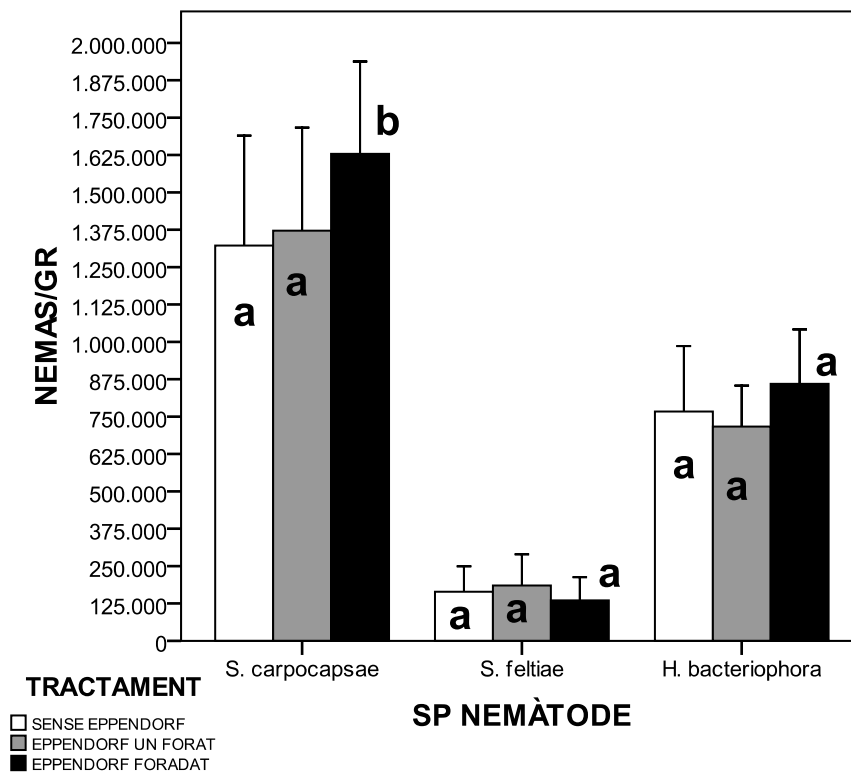 2.000.000
1.875.000
1.750.000
1.625.000
1.500.000
1.375.000
1.250.000
1.125.000
1.000.000
875.000
750.000
625.000
500.000
375.000
250.000
125.000
0
NEMAS/GR
a
a
b
a
a
a
a
a
a
S. carpocapsae
S. feltiae
H. bacteriophora
SP NEMÀTODE
TRACTAMENT
SENSE EPPENDORF
EPPENDORF UN FORAT
EPPENDORF FORADAT